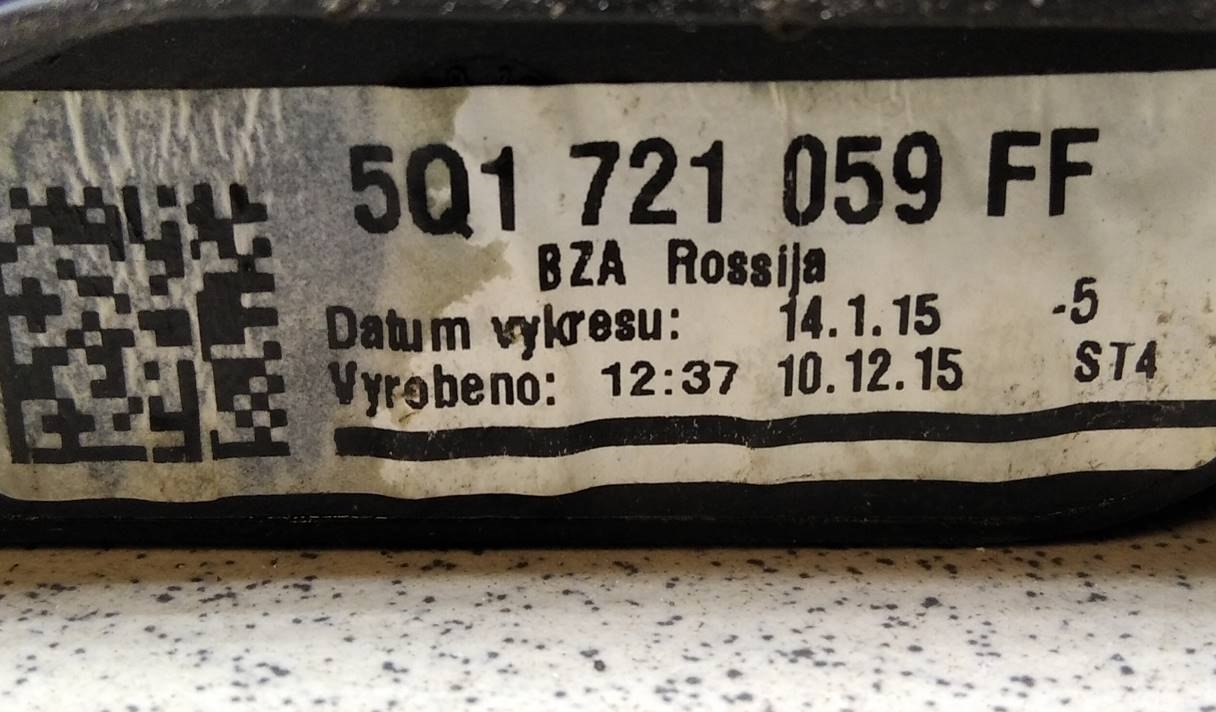 5Q1 721 059 FF
BZA Rossija
Datum vykresu: 14.1.15 -5
Vyrobeno: 12:37 10.12.15 ST4